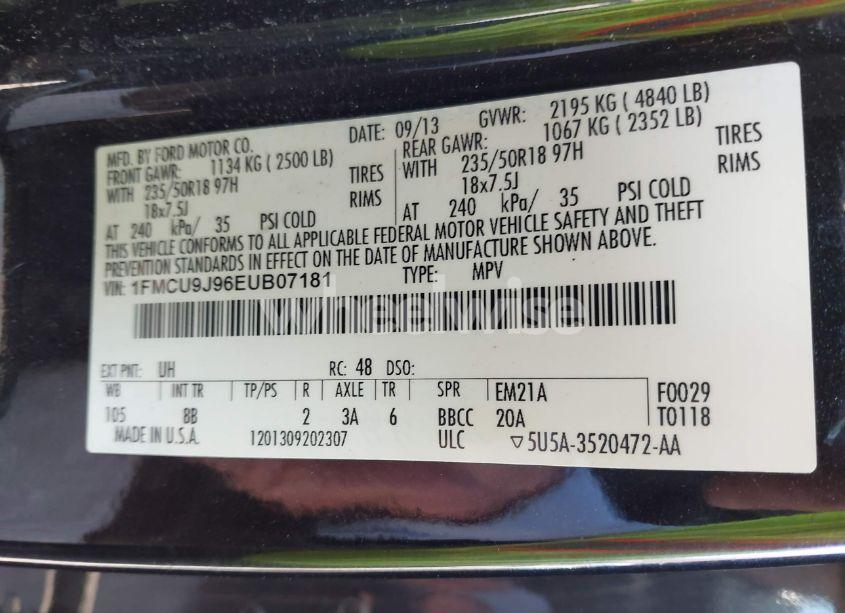 MFD. BY FORD MOTOR CO. DATE: 09/13 GVWR: 2195 KG ( 4840 LB)
FRONT GAWR: 1134 KG ( 2500 LB) REAR GAWR: 1067 KG ( 2352 LB)
WITH 235/50R18 97H TIRES WITH 235/50R18 97H TIRES
18x7.5J RIMS 18x7.5J RIMS
AT 240 kPa/ 35 PSI COLD AT 240 kPa/ 35 PSI COLD
THIS VEHICLE CONFORMS TO ALL APPLICABLE FEDERAL MOTOR VEHICLE SAFETY AND THEFT
PREVENTION STANDARDS IN EFFECT ON THE DATE OF MANUFACTURE SHOWN ABOVE.
VIN: 1FMCU9J96EUB07181 TYPE: MPV
wheelwise
EXT PNT: UH RC: 48 DSO:
WB INT TR TP/PS R AXLE TR SPR EM21A F0029
105 8B 2 3A 6 BBCC 20A T0118
MADE IN U.S.A. 1201309202307 ULC ▽5U5A-3520472-AA